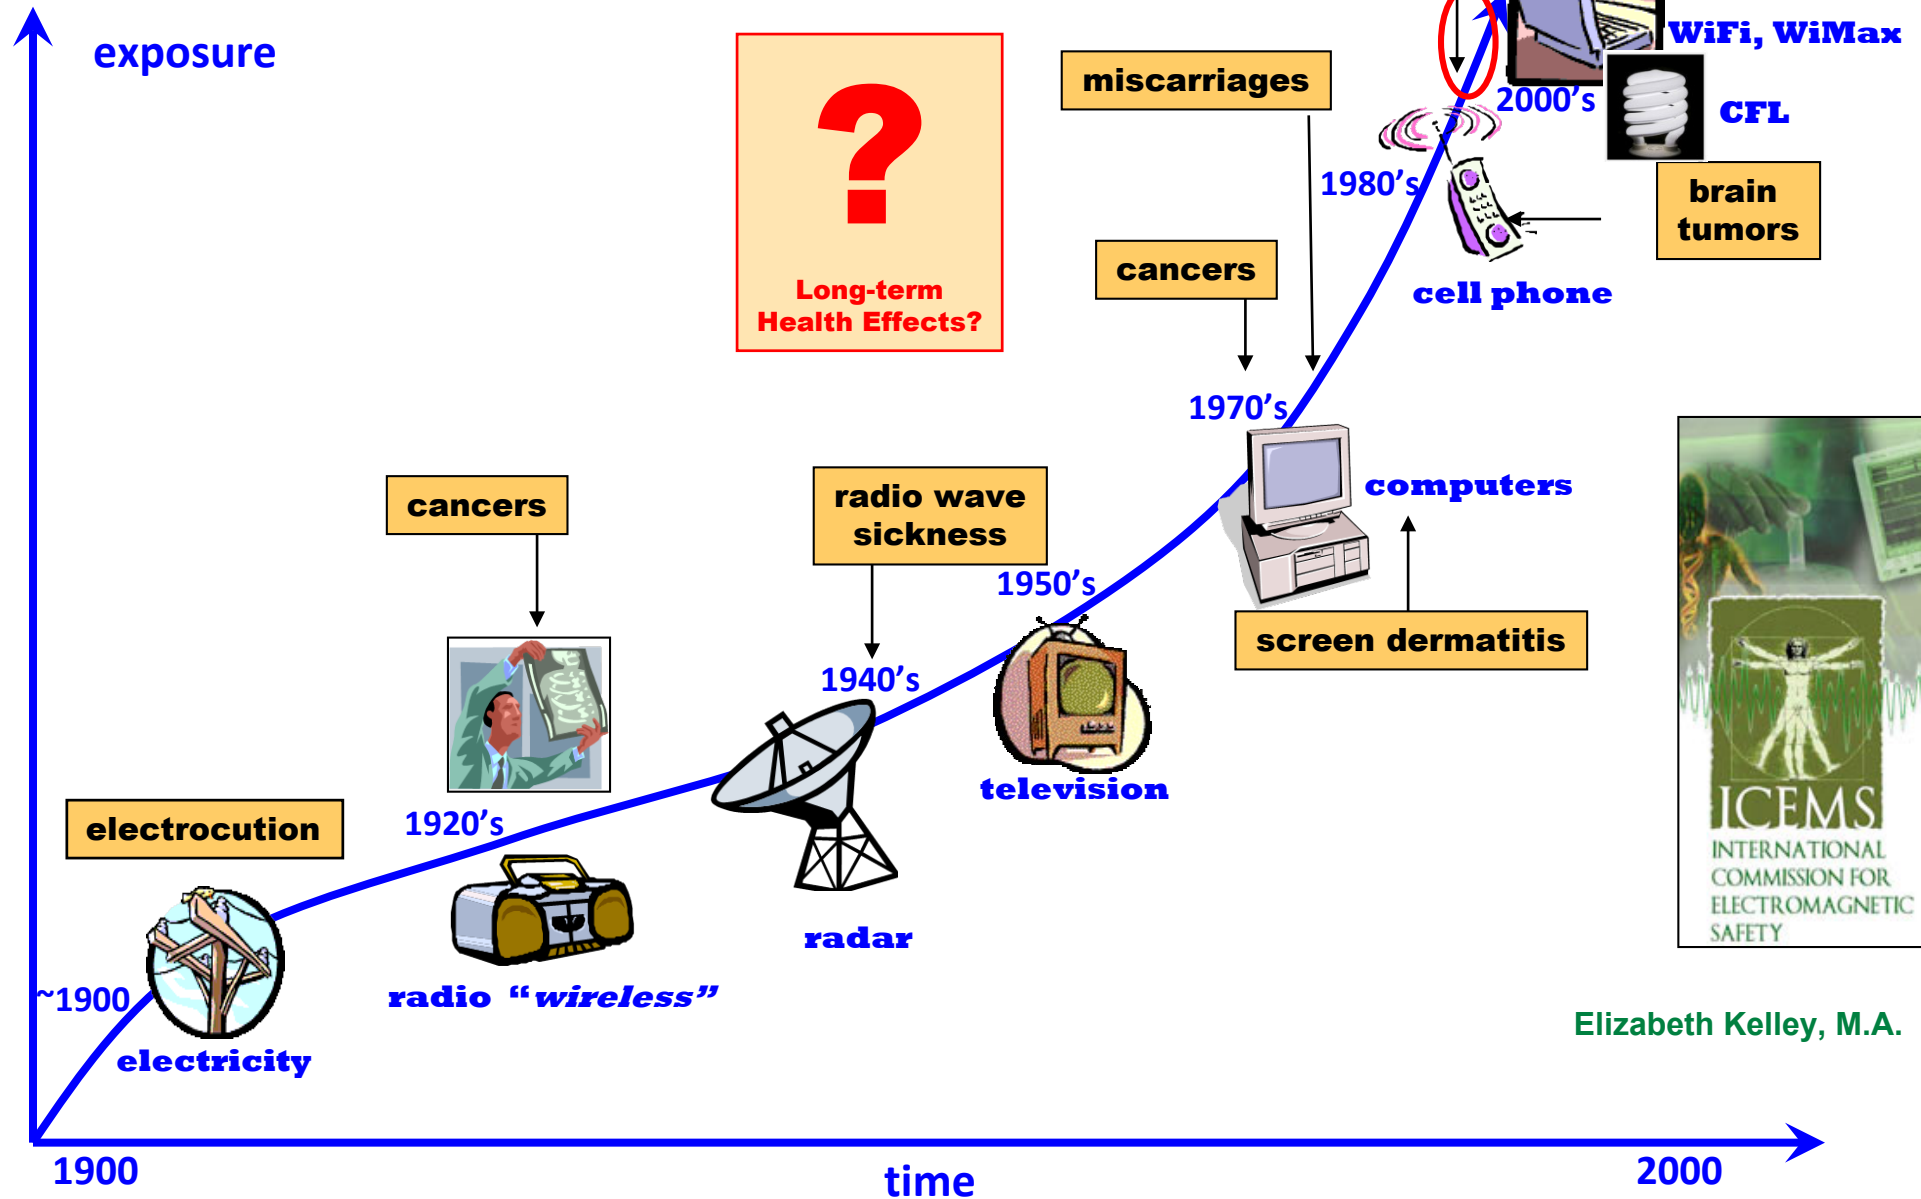 exposure
WiFi, WiMax
miscarriages
2000's
CFL
?
1980's
brain
tumors
cancers
Long-term
Health Effects?
cell phone
1970's
cancers
radio wave
sickness
computers
1950's
screen dermatitis
1940's
television
electrocution
1920's
ICEMS
INTERNATIONAL
COMMISSION FOR
ELECTROMAGNETIC
SAFETY
radar
~1900
radio “wireless”
Elizabeth Kelley, M.A.
electricity
1900
time
2000